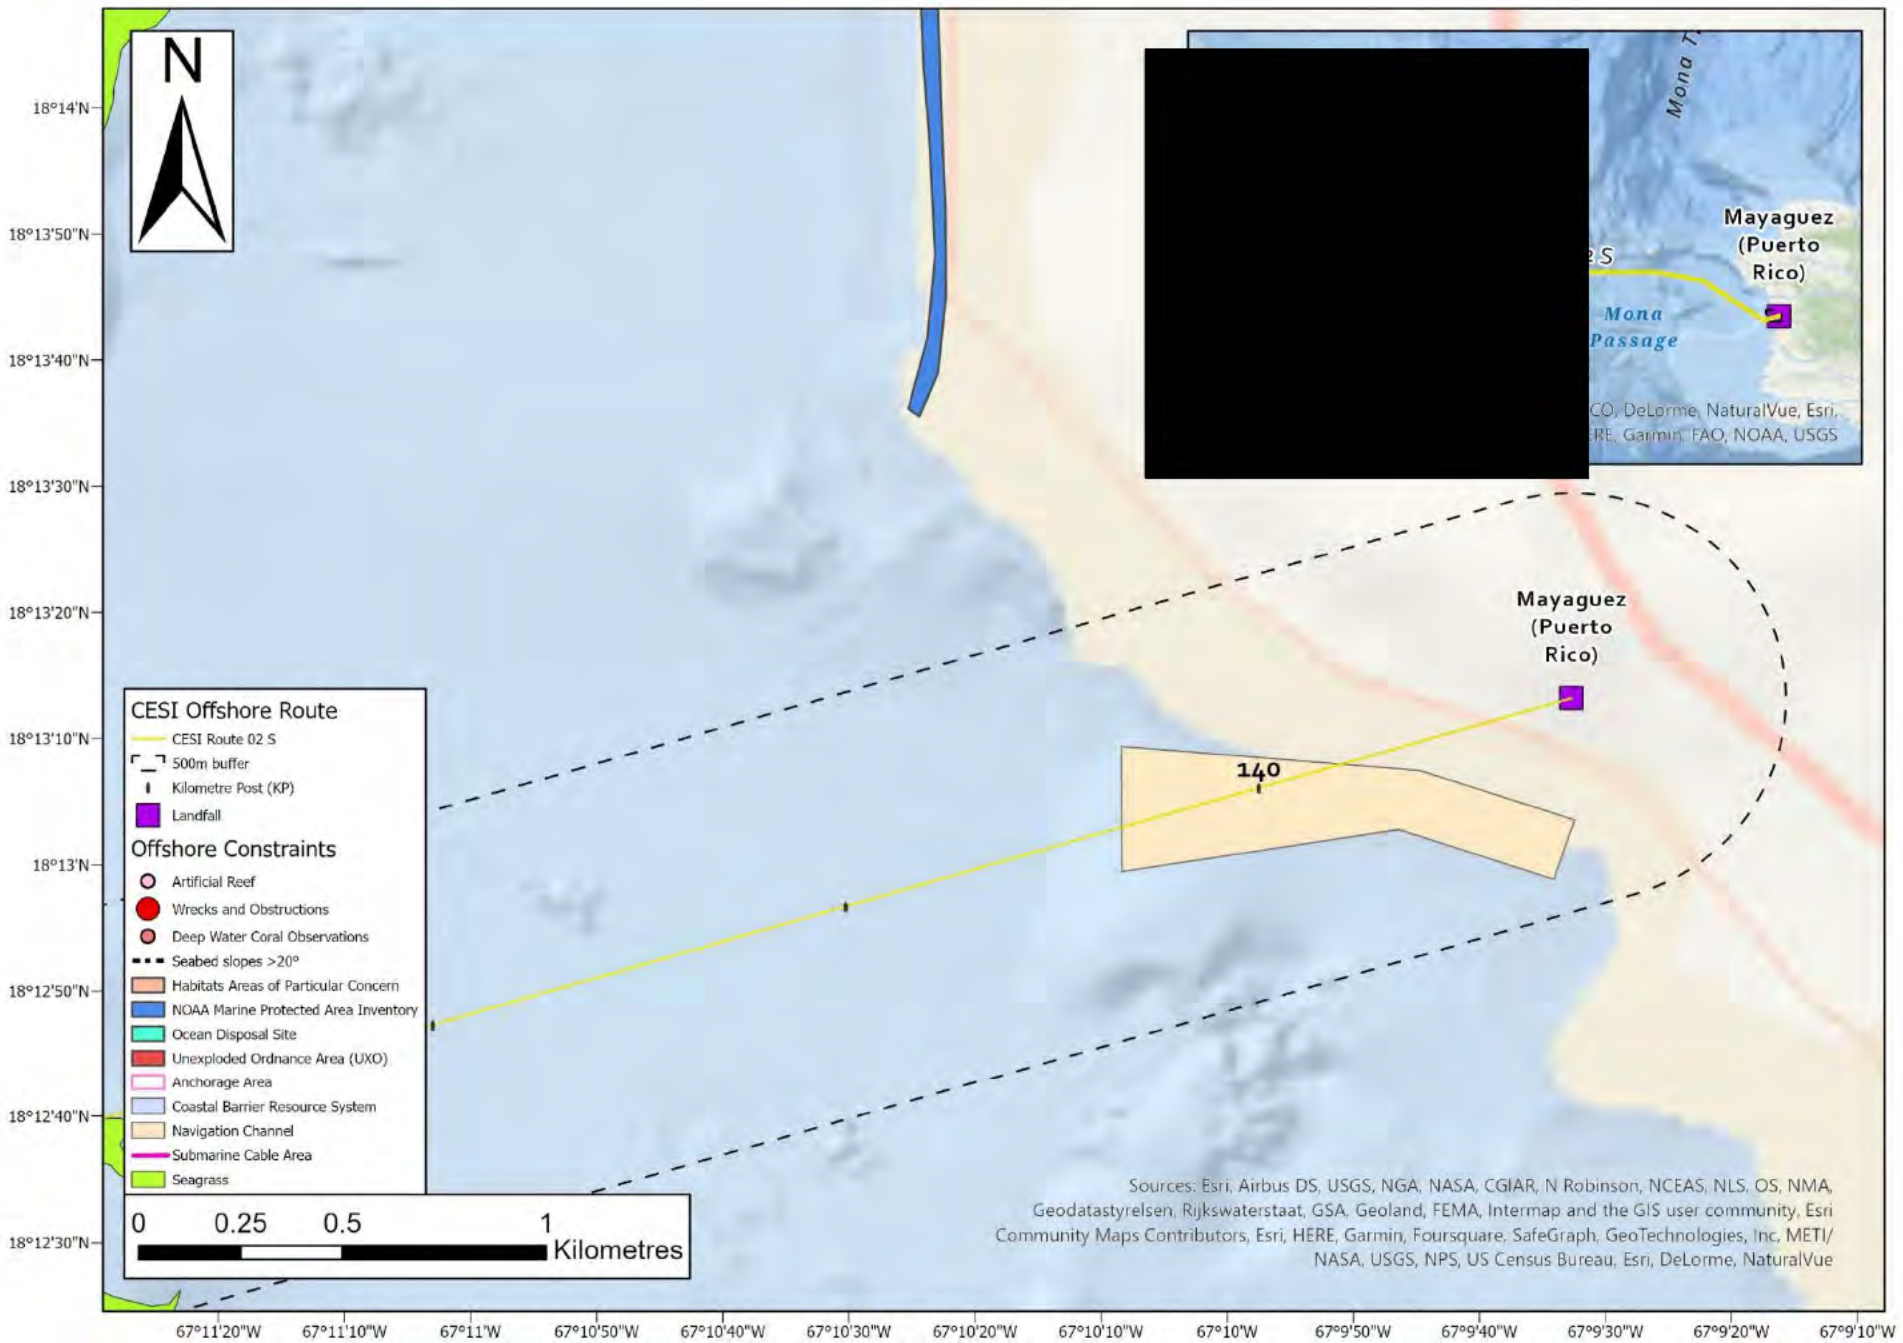 N
18°14'N
18°13'50"N
18°13'40"N
18°13'30"N
18°13'20"N
18°13'10"N
18°13'N
18°12'50"N
18°12'40"N
18°12'30"N
Mona T
Mayaguez
(Puerto
Rico)
S
Mona
Passage
CO, DeLorme, NaturalVue, Esri,
ERE, Garmin, FAO, NOAA, USGS
Mayaguez
(Puerto
Rico)
140
CESI Offshore Route
CESI Route 02 S
500m buffer
Kilometre Post (KP)
Landfall
Offshore Constraints
Artificial Reef
Wrecks and Obstructions
Deep Water Coral Observations
Seabed slopes >20°
Habitats Areas of Particular Concern
NOAA Marine Protected Area Inventory
Ocean Disposal Site
Unexploded Ordnance Area (UXO)
Anchorage Area
Coastal Barrier Resource System
Navigation Channel
Submarine Cable Area
Seagrass
0 0.25 0.5 1
Kilometres
Sources: Esri, Airbus DS, USGS, NGA, NASA, CGIAR, N Robinson, NCEAS, NLS, OS, NMA,
Geodatastyrelsen, Rijkswaterstaat, GSA, Geoland, FEMA, Intermap and the GIS user community, Esri
Community Maps Contributors, Esri, HERE, Garmin, Foursquare, SafeGraph, GeoTechnologies, Inc, METI/
NASA, USGS, NPS, US Census Bureau, Esri, DeLorme, NaturalVue
67°11'20"W 67°11'10"W 67°11'W 67°10'50"W 67°10'40"W 67°10'30"W 67°10'20"W 67°10'10"W 67°10'W 67°9'50"W 67°9'40"W 67°9'30"W 67°9'20"W 67°9'10"W